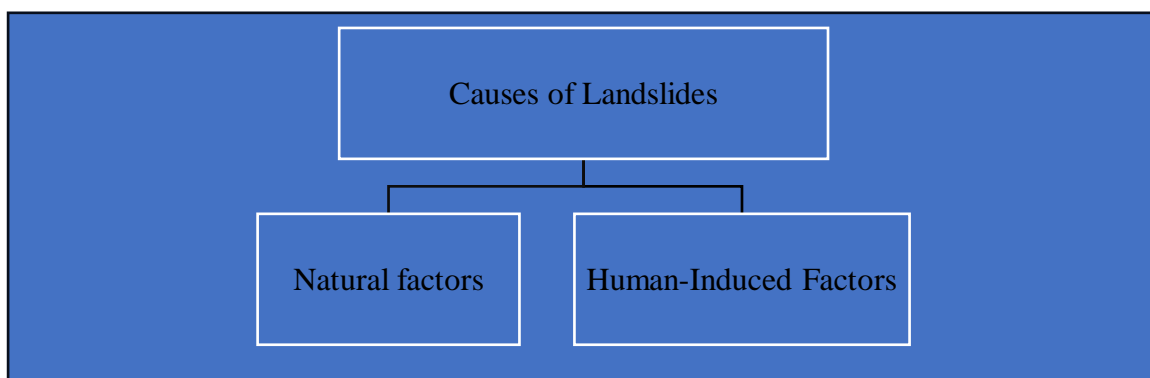 Causes of Landslides
Natural factors
Human-Induced Factors